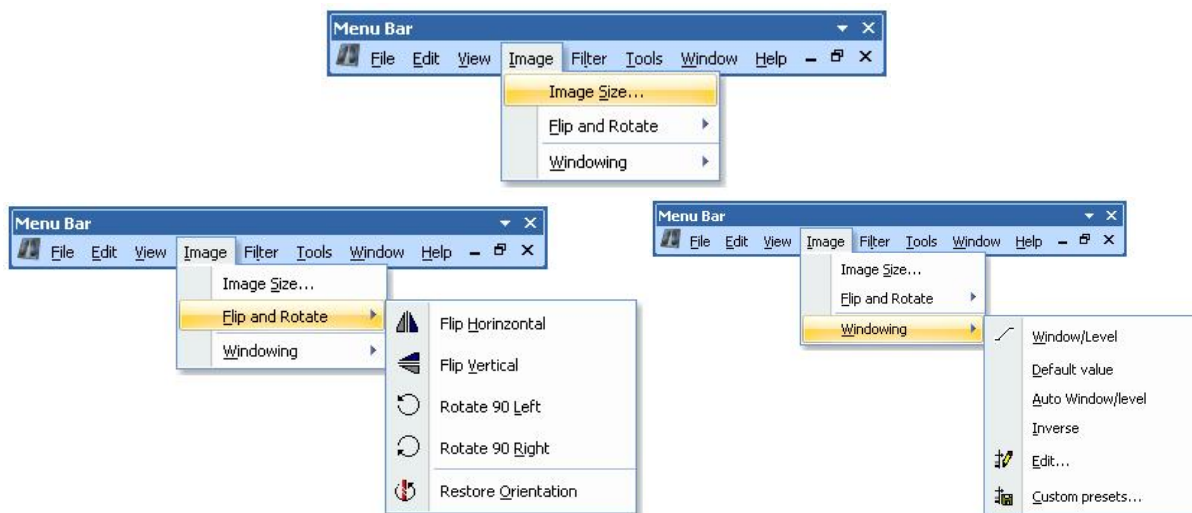 Menu Bar
File Edit View Image Filter Tools Window Help
Image Size...
Flip and Rotate
Windowing
Menu Bar
File Edit View Image Filter Tools Window Help
Image Size...
Flip and Rotate
Windowing
Flip Horinzontal
Flip Vertical
Rotate 90 Left
Rotate 90 Right
Restore Orientation
Menu Bar
File Edit View Image Filter Tools Window Help
Image Size...
Flip and Rotate
Windowing
Window/Level
Default value
Auto Window/level
Inverse
Edit...
Custom presets...